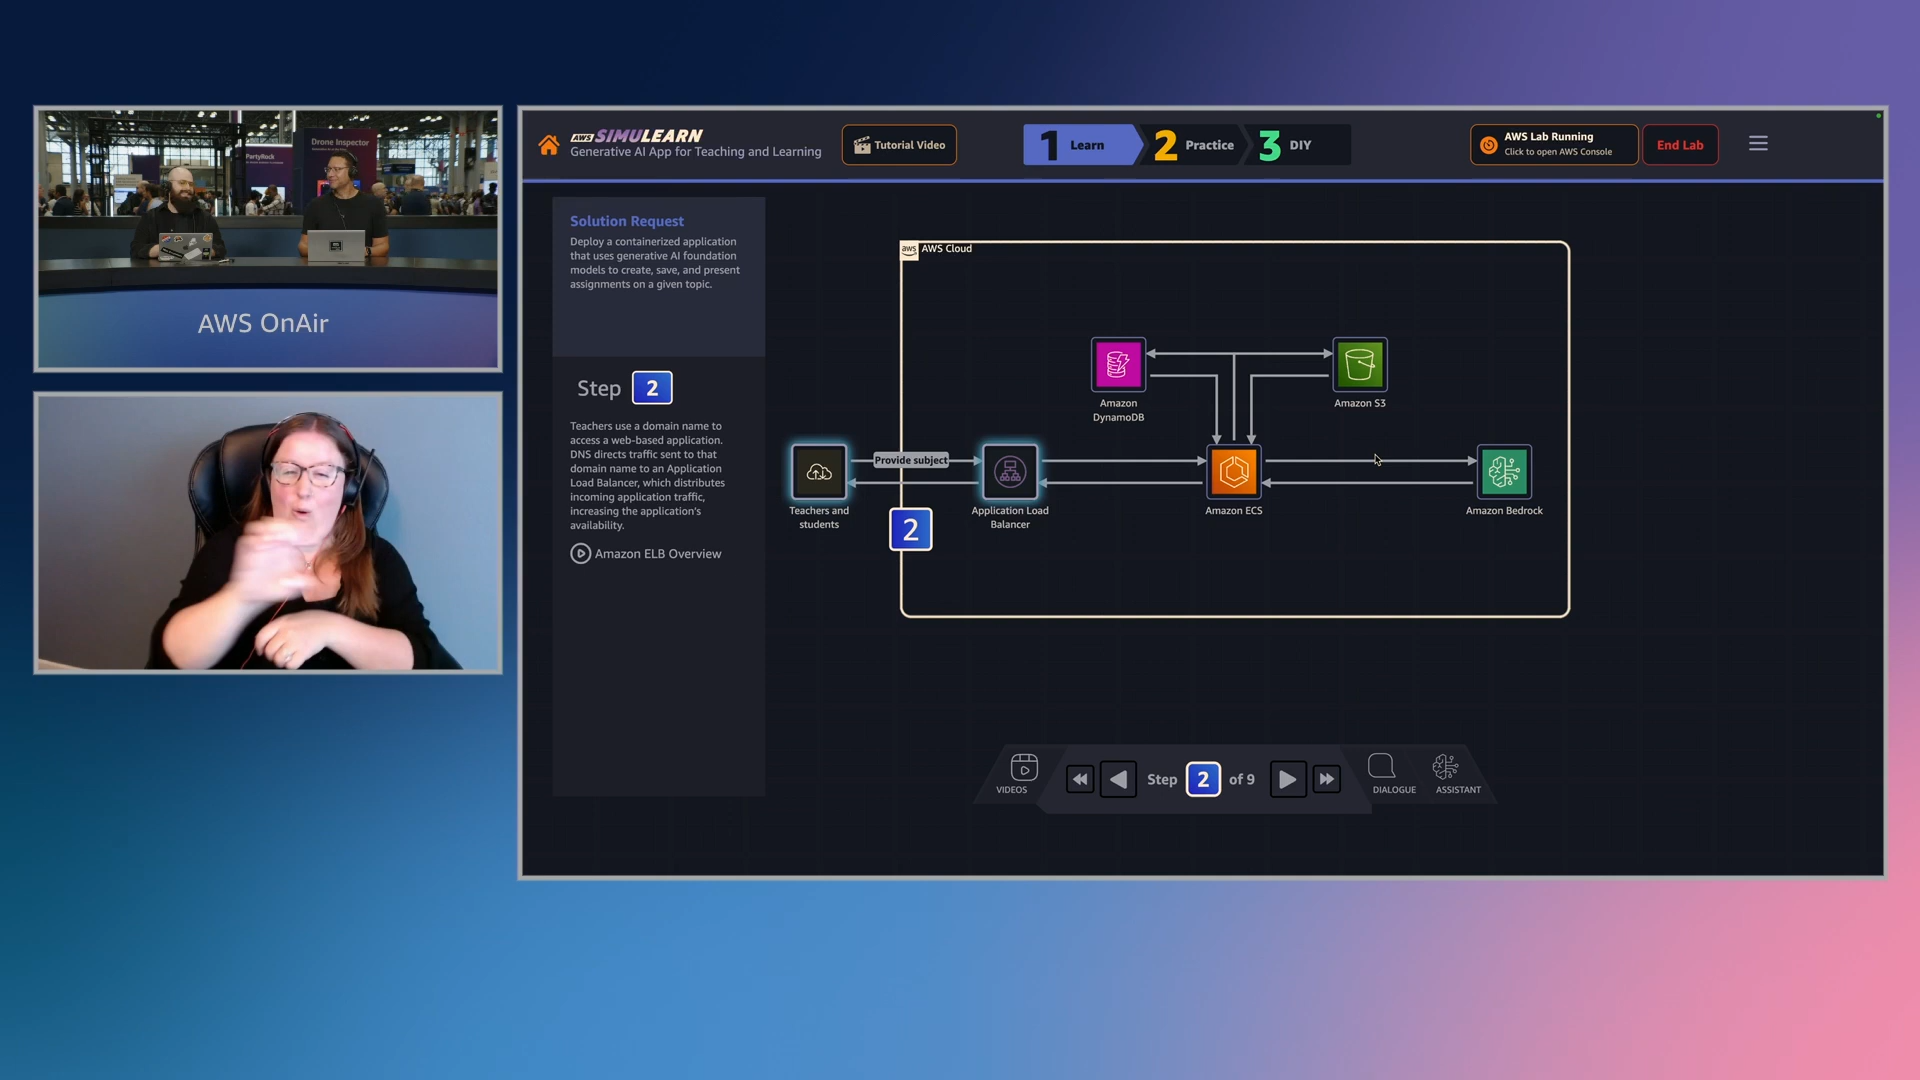 PartyRock
Drone Inspector
AWS OnAir
aws SIMULEARN
Generative AI App for Teaching and Learning
Tutorial Video
1 Learn
2 Practice
3 DIY
AWS Lab Running
Click to open AWS Console
End Lab
Solution Request
Deploy a containerized application
that uses generative AI foundation
models to create, save, and present
assignments on a given topic.
Step 2
Teachers use a domain name to
access a web-based application.
DNS directs traffic sent to that
domain name to an Application
Load Balancer, which distributes
incoming application traffic,
increasing the application's
availability.
Amazon ELB Overview
aws AWS Cloud
Amazon
DynamoDB
Amazon S3
Provide subject
Teachers and
students
2
Application Load
Balancer
Amazon ECS
Amazon Bedrock
VIDEOS
Step 2 of 9
DIALOGUE
ASSISTANT